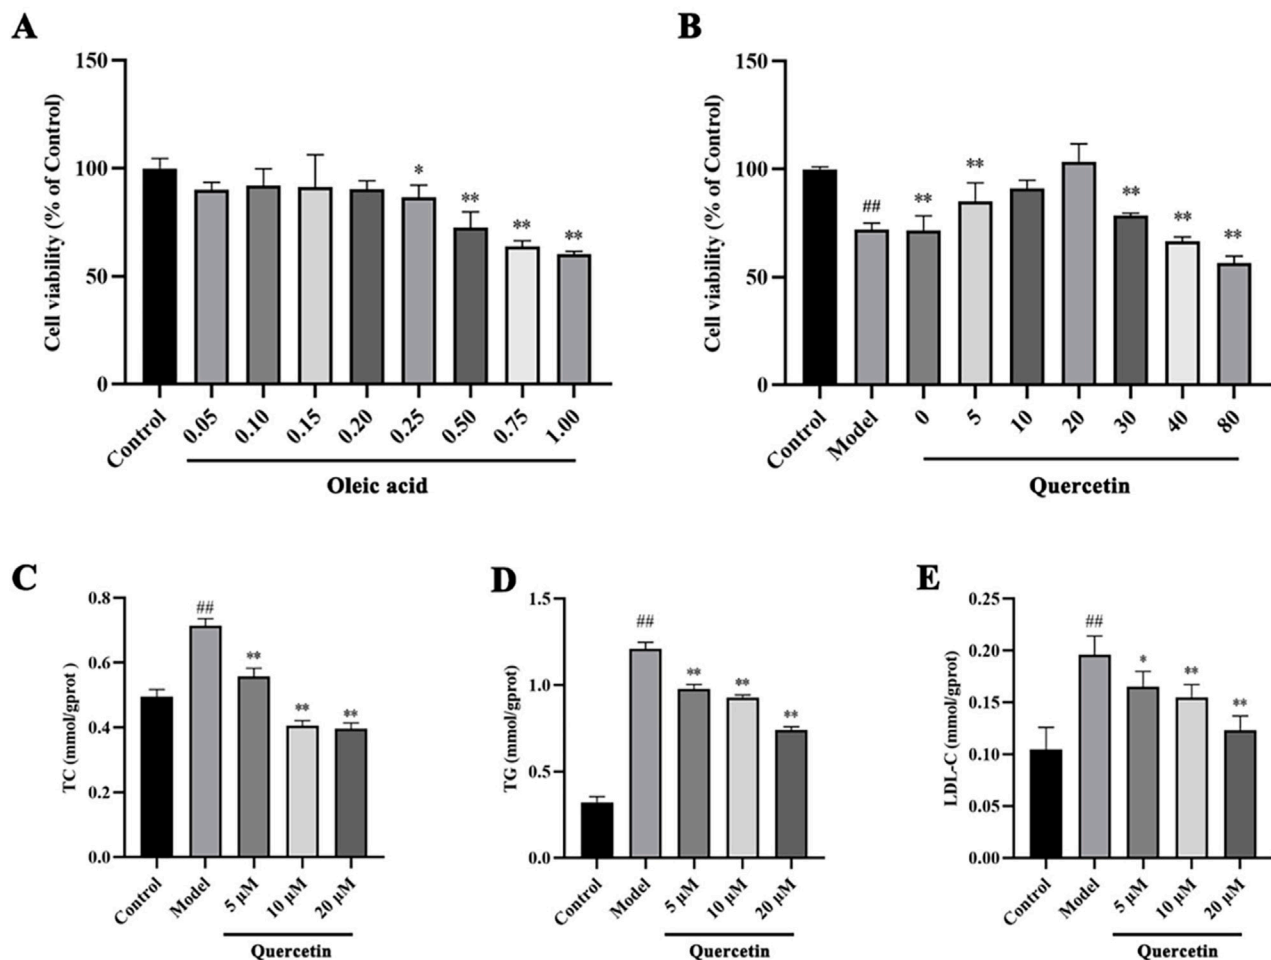 A
Cell viability (% of Control)
150
100
50
0
*
**
**
**
Control
0.05
0.10
0.15
0.20
0.25
0.50
0.75
1.00
Oleic acid
B
Cell viability (% of Control)
150
100
50
0
##
**
**
**
**
**
Control
Model
0
5
10
20
30
40
80
Quercetin
C
TC (mmol/gprot )
0.8
0.6
0.4
0.2
0.0
##
**
**
**
Control
Model
5 μM
10 μM
20 μM
Quercetin
D
TG (mmol/gprot)
1.5
1.0
0.5
0.0
##
**
**
**
Control
Model
5 μM
10 μM
20 μM
Quercetin
E
LDL-C (mmol/gprot)
0.25
0.20
0.15
0.10
0.05
0.00
##
*
**
**
Control
Model
5 μM
10 μM
20 μM
Quercetin